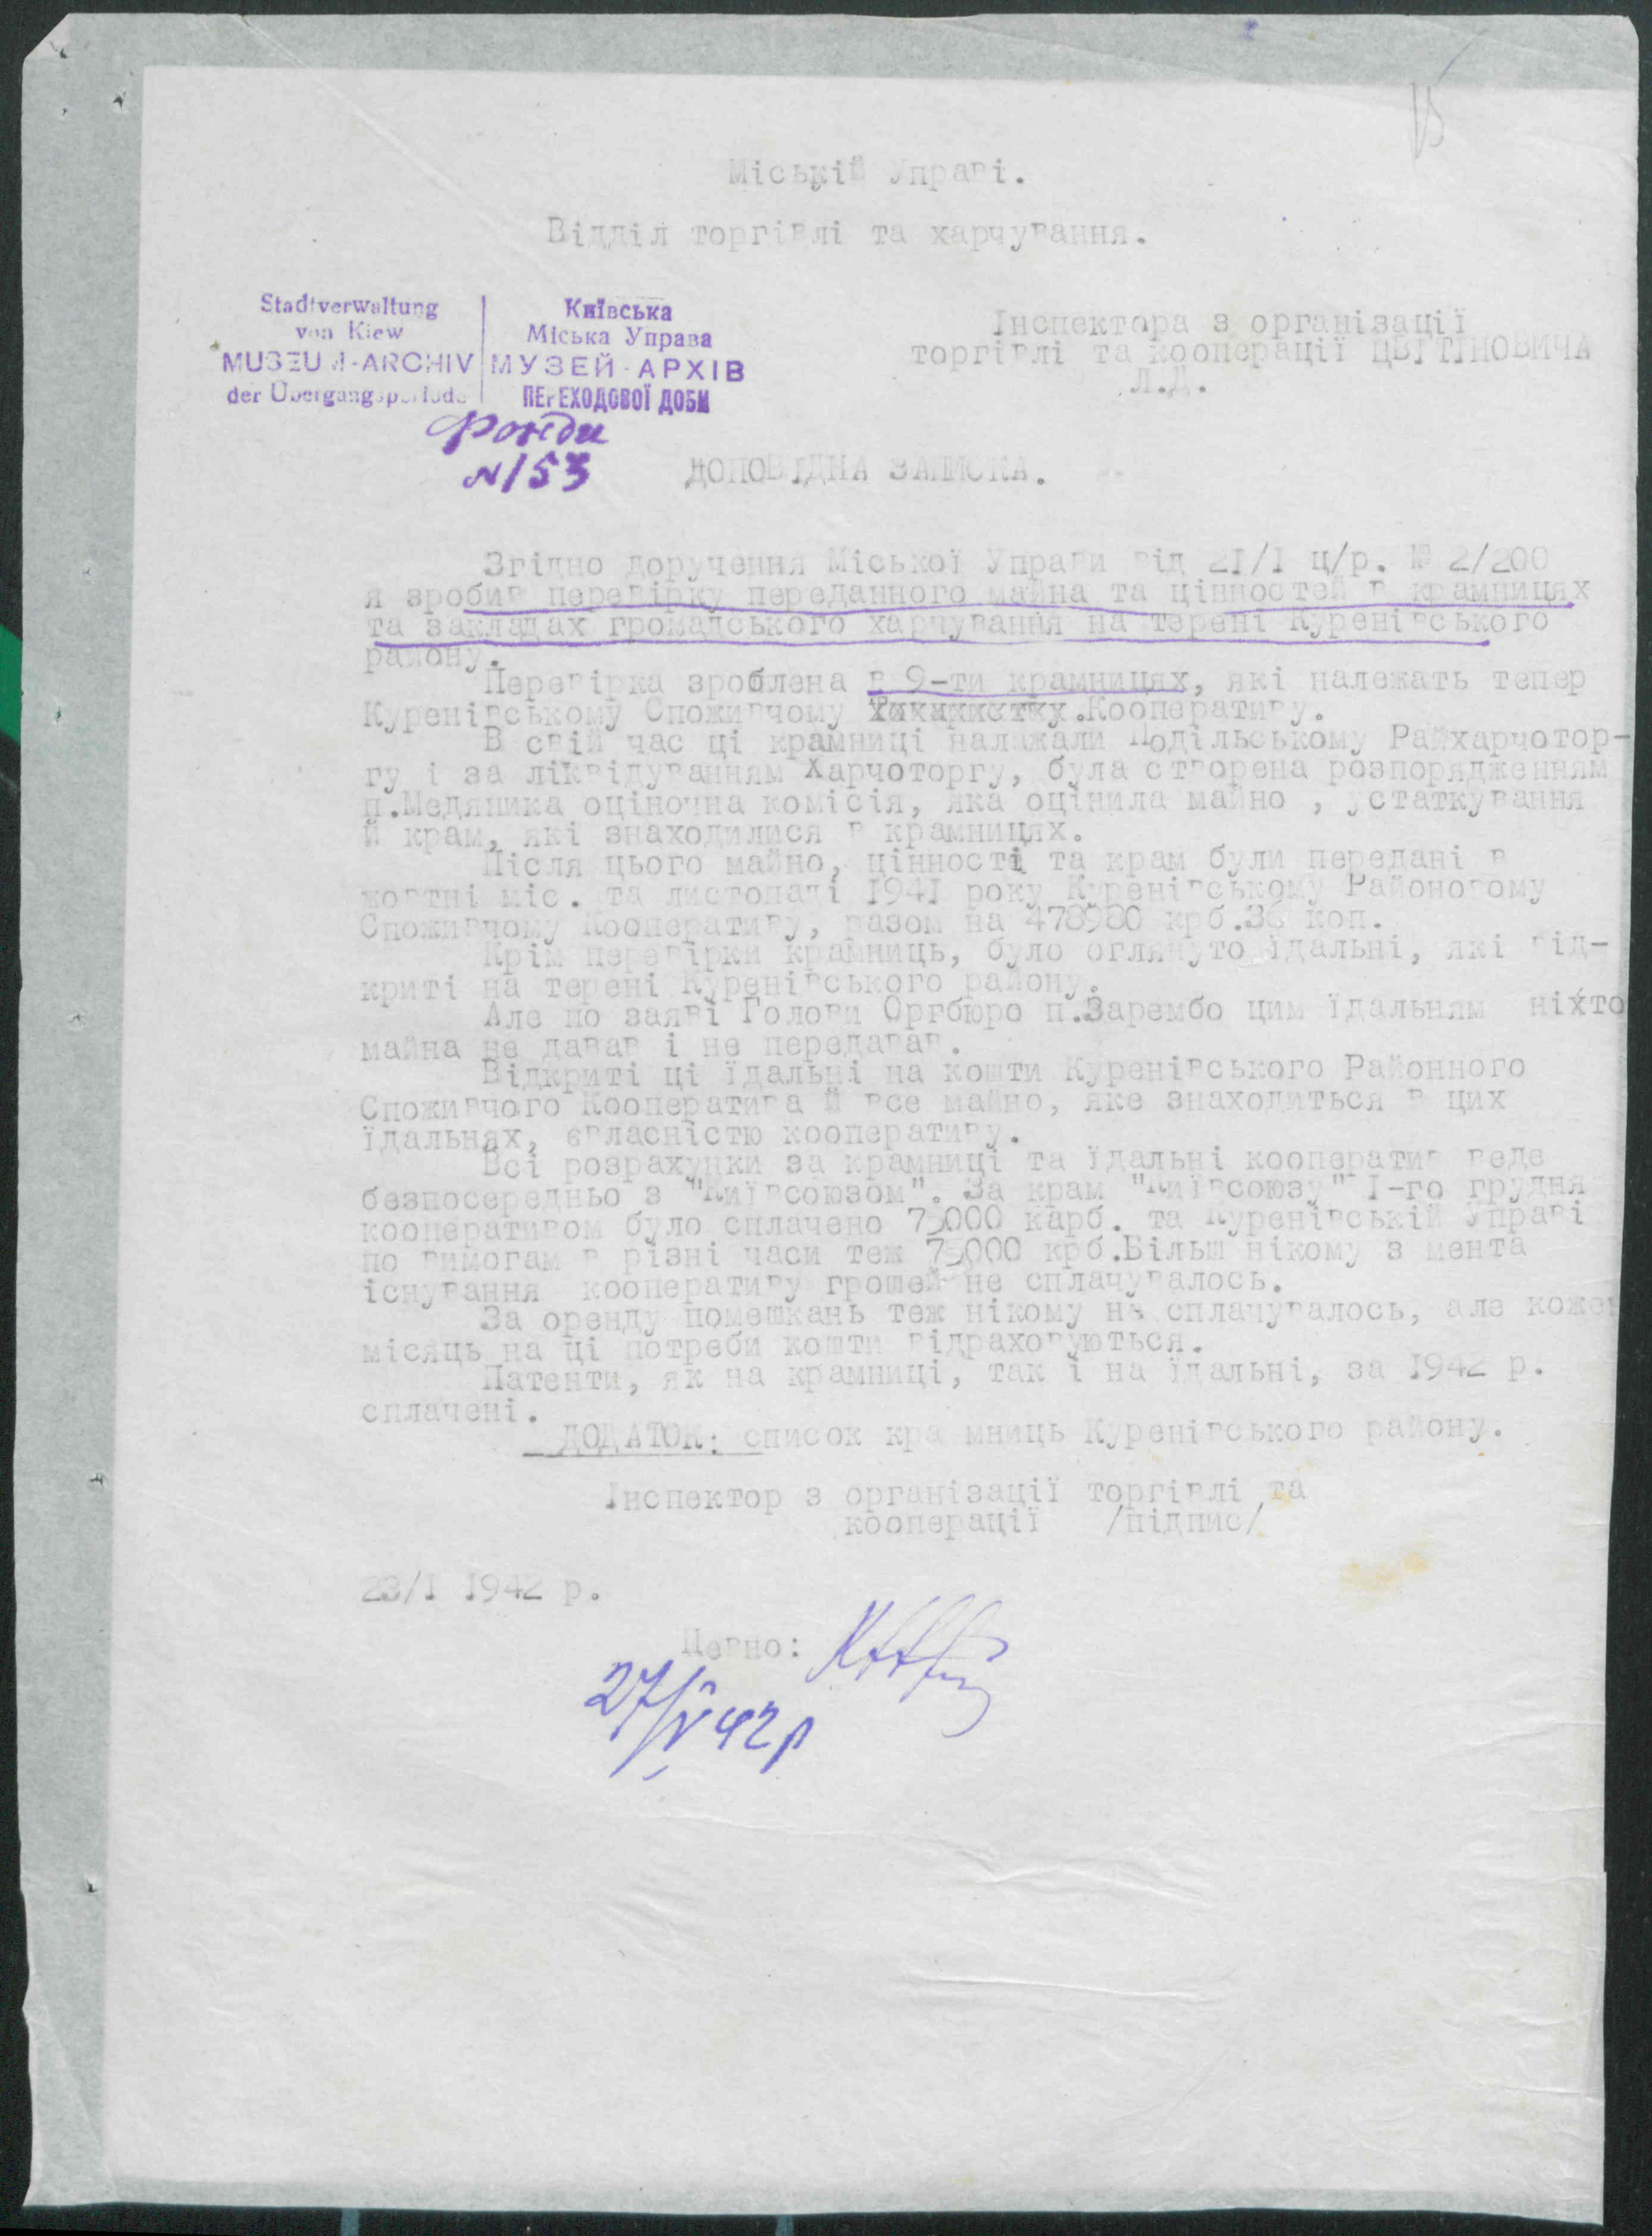 15
Міській Управі.
Відділ торгівлі та харчування.
Stadtverwaltung
von Kiew
MUSEUM-ARCHIV
der Übergangsperiode
Київська
Міська Управа
МУЗЕЙ-АРХІВ
ПЕРЕХОДОВОЇ ДОБИ
Фонди
№153
Інспектора з організації
торгівлі та кооперації ЦВІТІНОВИЧА
Л.Д.
ДОПОВІДНА ЗАПИСКА.
Згідно доручення Міської Управи від 21/І ц/р. № 2/200
я зробив перевірку переданного майна та цінностей в крамницях
та закладах громадського харчування на терені Куренівського
району.
Перевірка зроблена в 9-ти крамницях, які належать тепер
Куренівському Споживчому Кооперативу.
В свій час ці крамниці налажали Подільському Райхарчотор-
гу і за ліквідуванням Харчоторгу, була створена розпорядженням
п.Медяника оціночна комісія, яка оцінила майно , устаткування
й крам, які знаходилися в крамницях.
Після цього майно, цінності та крам були передані в
жовтні міс. та листопаді 1941 року Куренівському Районовому
Споживчому Кооперативу, разом на 478980 крб.36 коп.
Крім перевірки крамниць, було оглянуто їдальні, які від-
криті на терені Куренівського району.
Але по заяві Голови Оргбюро п.Зарембо цим їдальням ніхто
майна не давав і не передавав.
Відкриті ці їдальні на кошти Куренівського Районного
Споживчого Кооператива й все майно, яке знаходиться в цих
їдальнях, євласністю кооперативу.
Всі розрахунки за крамниці та їдальні кооператив веде
безпосередньо з "Київсоюзом". За крам "Київсоюзу" І-го грудня
кооперативом було сплачено 75000 карб. та Куренівській Управі
по вимогам в різні часи теж 75000 крб.Більш нікому з мента
існування кооперативу грошей не сплачувалось.
За оренду помешкань теж нікому не сплачувалось, але кожен
місяць на ці потреби кошти відраховуються.
Патенти, як на крамниці, так і на їдальні, за 1942 р.
сплачені.
ДОДАТОК: список кра мниць Куренівського району.
Інспектор з організації торгівлі та
кооперації /підпис/
23/І 1942 р.
Певно:
27/V 42р